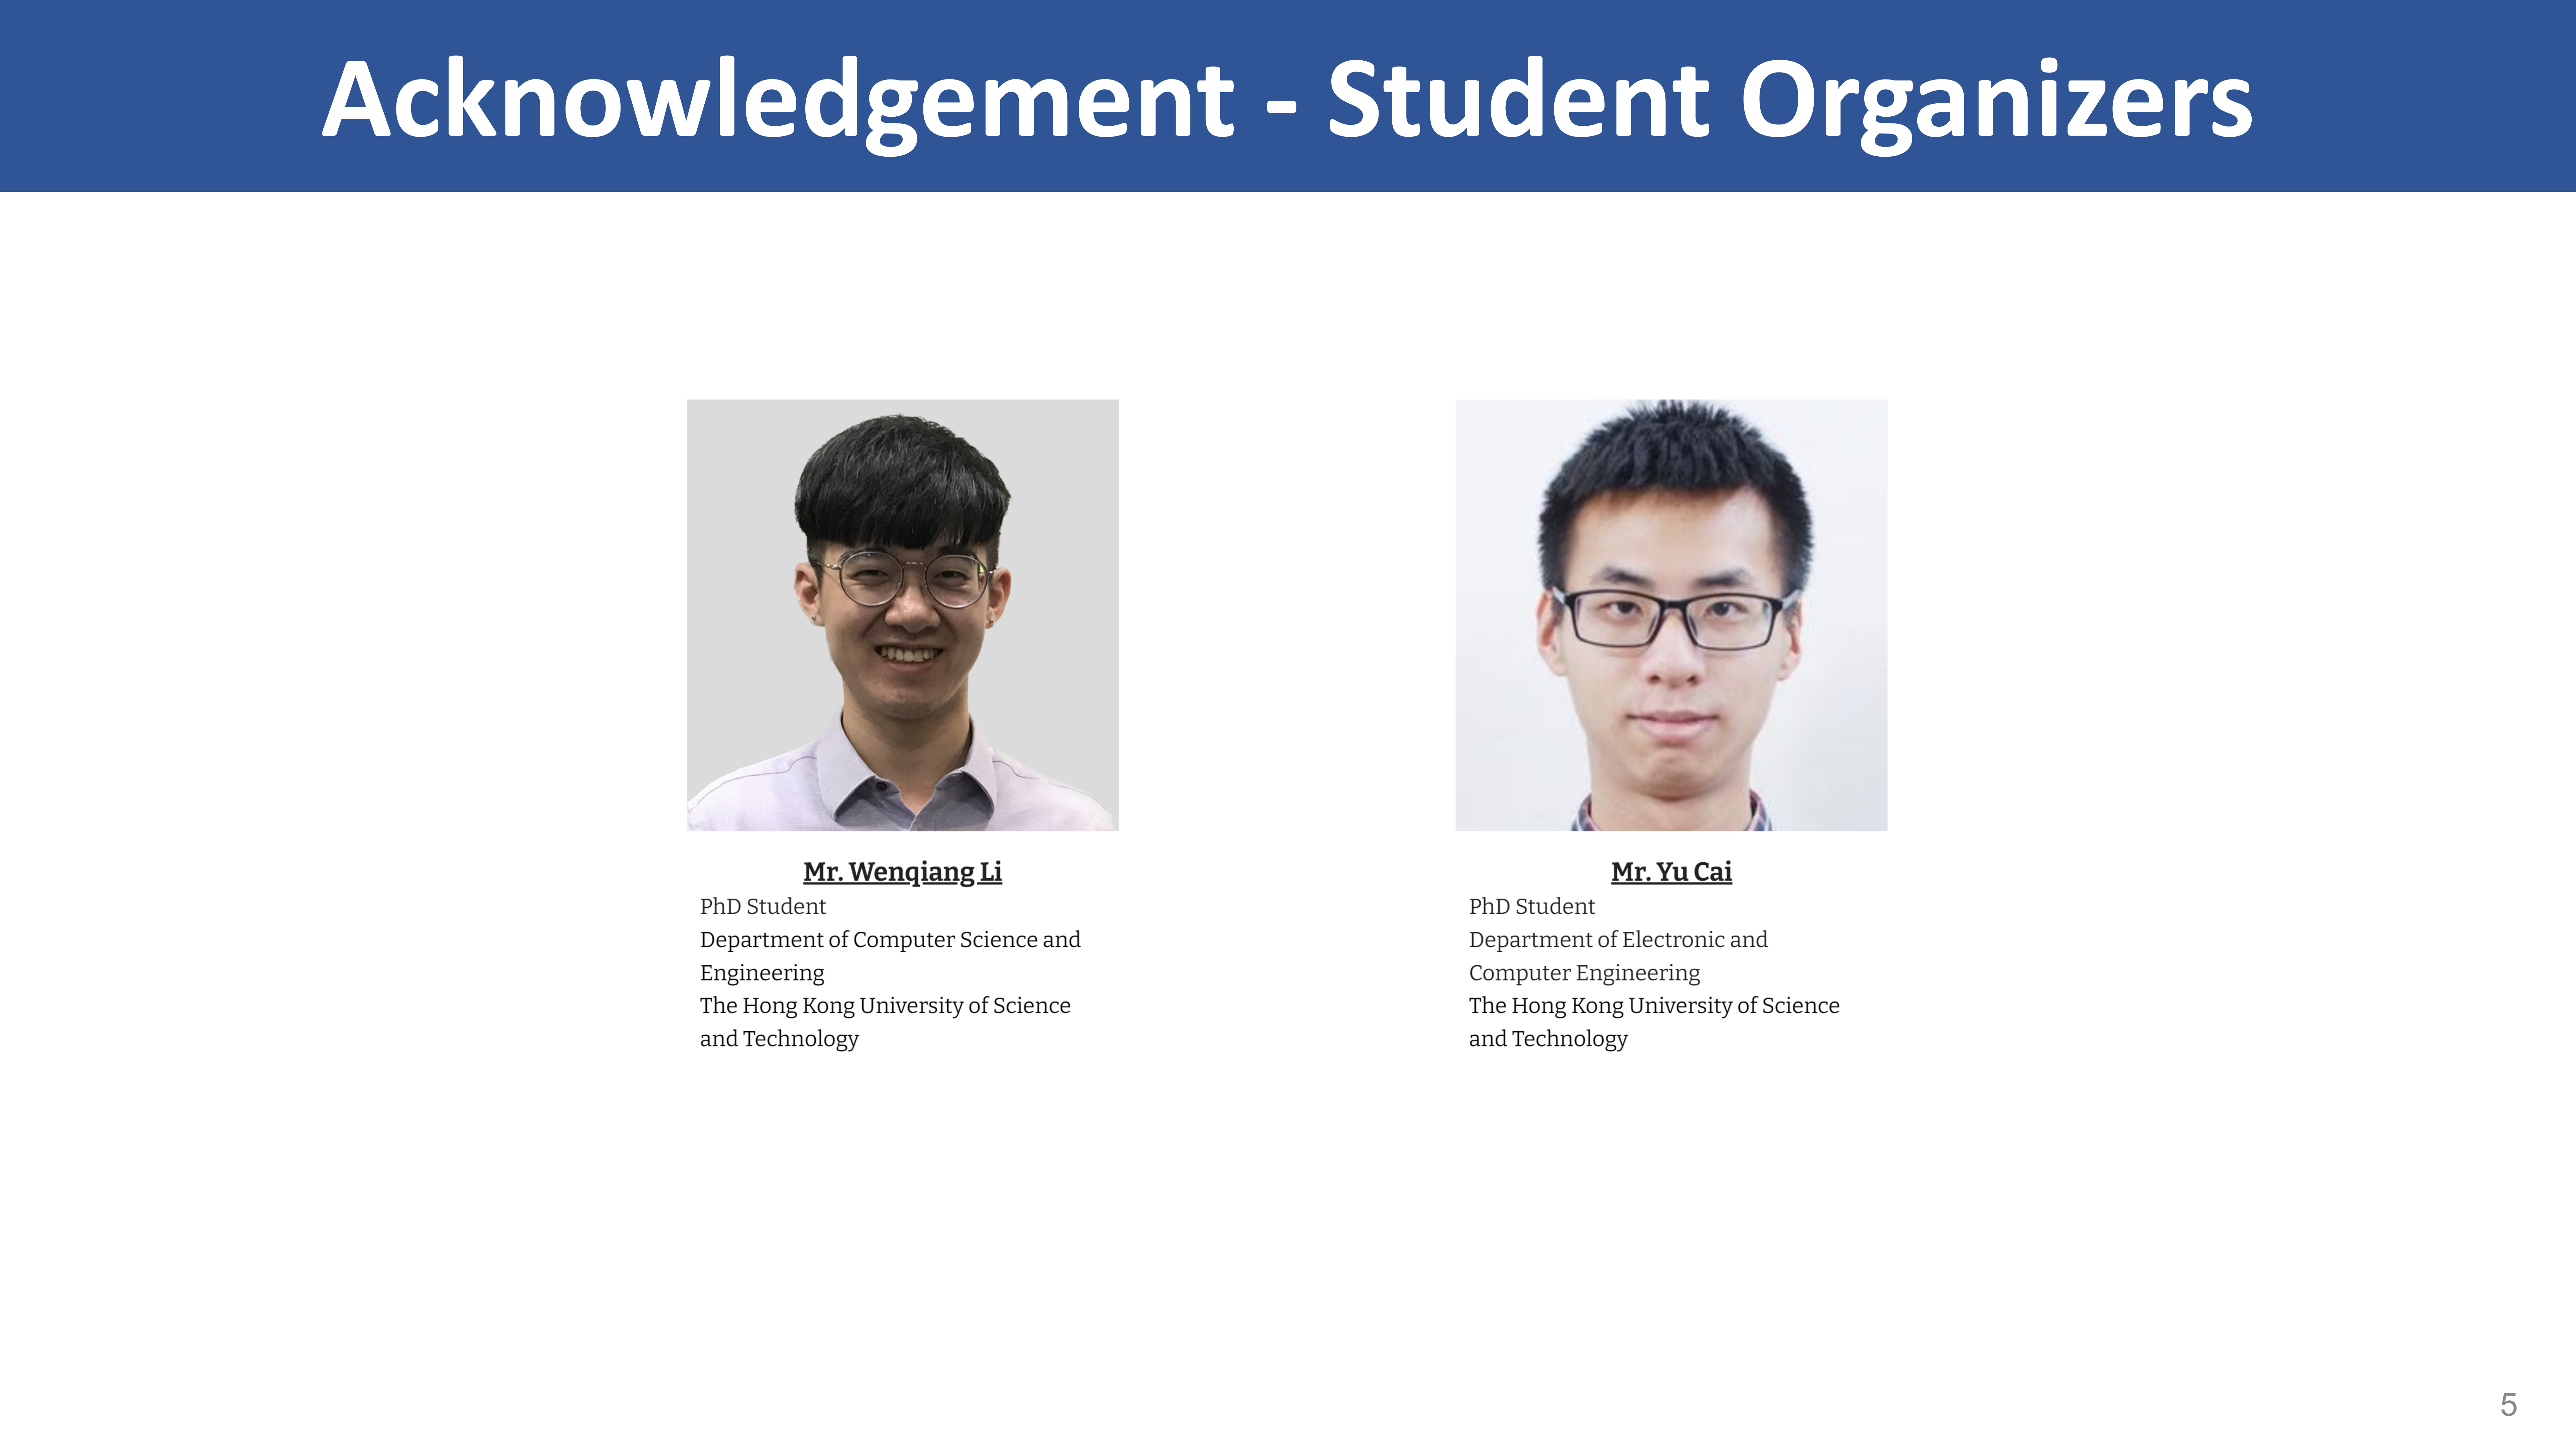 Acknowledgement - Student Organizers
Mr. Wenqiang Li
PhD Student
Department of Computer Science and
Engineering
The Hong Kong University of Science
and Technology
Mr. Yu Cai
PhD Student
Department of Electronic and
Computer Engineering
The Hong Kong University of Science
and Technology
5